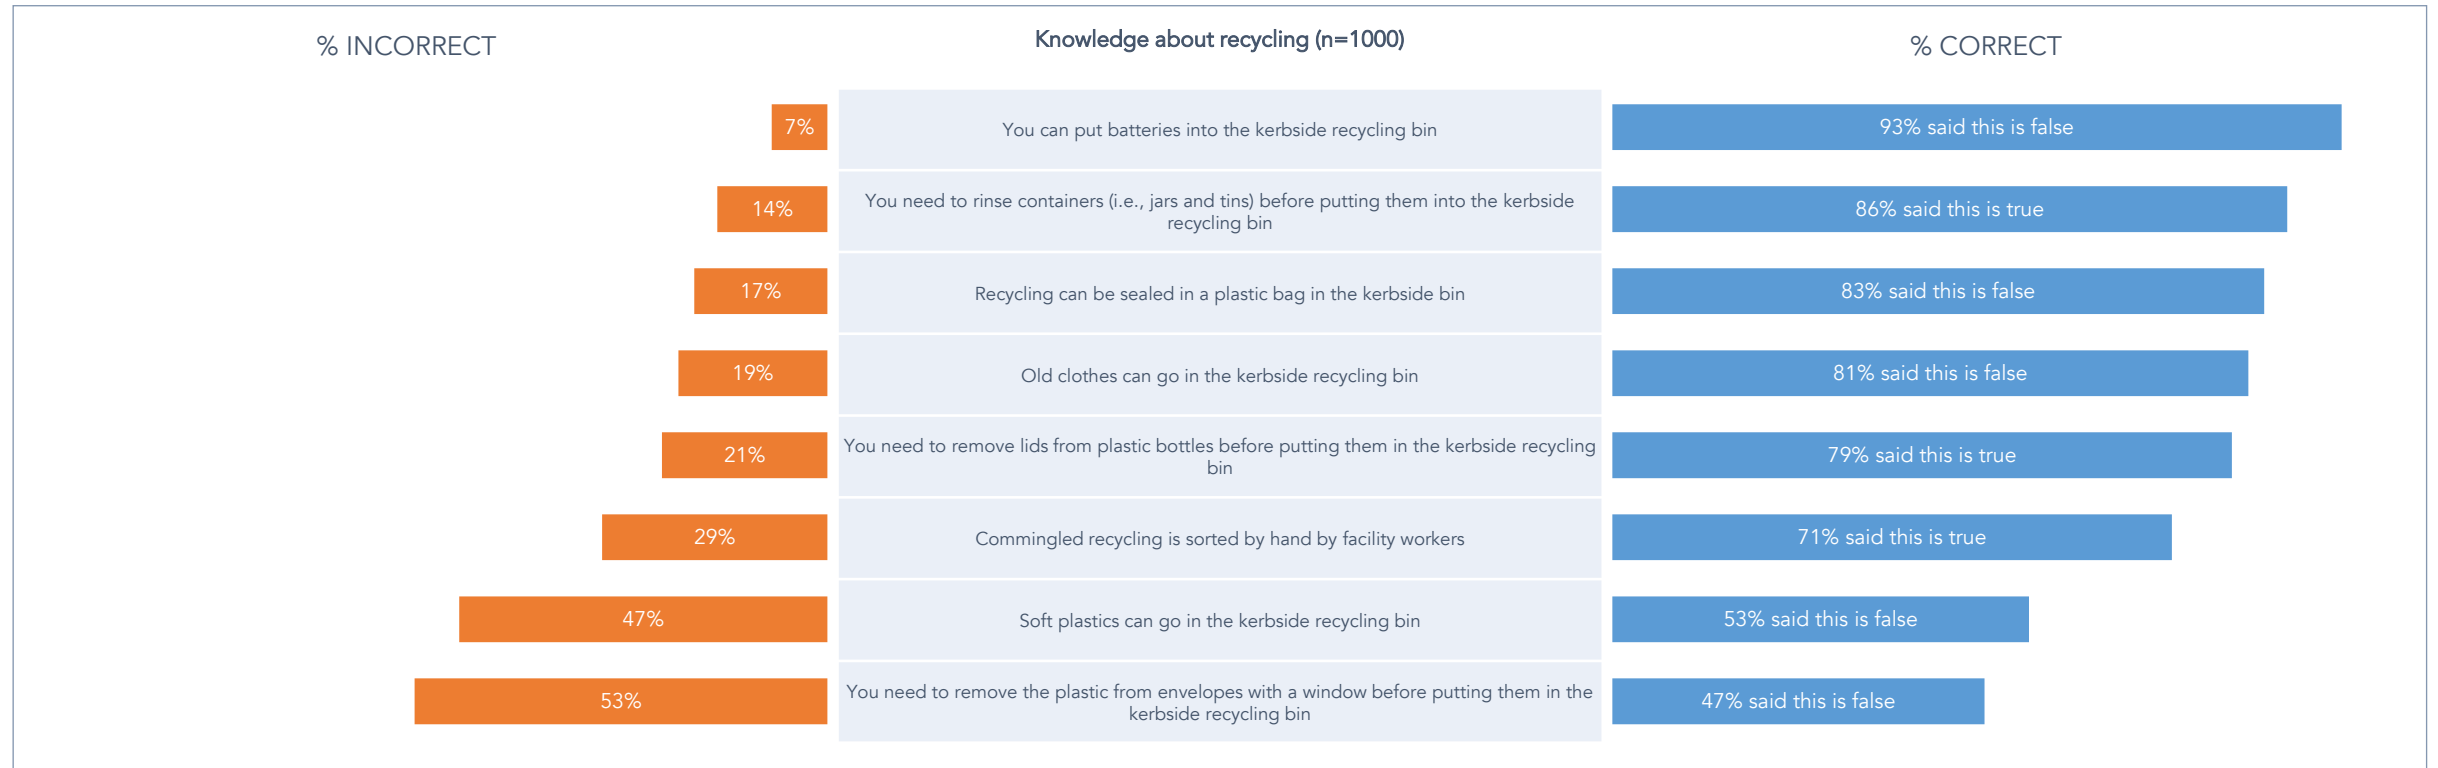 % INCORRECT
Knowledge about recycling (n=1000)
% CORRECT
7%
You can put batteries into the kerbside recycling bin
93% said this is false
14%
You need to rinse containers (i.e., jars and tins) before putting them into the kerbside
recycling bin
86% said this is true
17%
Recycling can be sealed in a plastic bag in the kerbside bin
83% said this is false
19%
Old clothes can go in the kerbside recycling bin
81% said this is false
21%
You need to remove lids from plastic bottles before putting them in the kerbside recycling
bin
79% said this is true
29%
Commingled recycling is sorted by hand by facility workers
71% said this is true
47%
Soft plastics can go in the kerbside recycling bin
53% said this is false
53%
You need to remove the plastic from envelopes with a window before putting them in the
kerbside recycling bin
47% said this is false